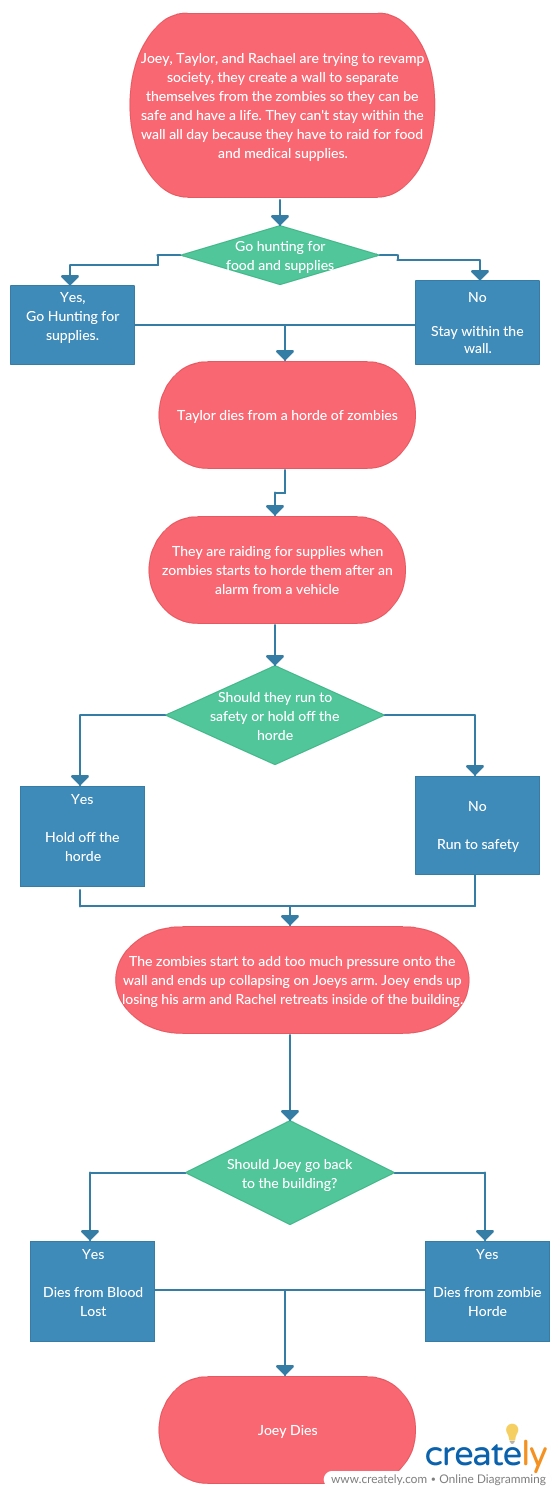 Joey, Taylor, and Rachael are trying to revamp
society, they create a wall to separate
themselves from the zombies so they can be
safe and have a life. They can't stay within the
wall all day because they have to raid for food
and medical supplies.
Go hunting for
food and supplies
Yes,
Go Hunting for
supplies.
No
Stay within the
wall.
Taylor dies from a horde of zombies
They are raiding for supplies when
zombies starts to horde them after an
alarm from a vehicle
Should they run to
safety or hold off the
horde
Yes
Hold off the
horde
No
Run to safety
The zombies start to add too much pressure onto the
wall and ends up collapsing on Joeys arm. Joey ends up
losing his arm and Rachel retreats inside of the building.
Should Joey go back
to the building?
Yes
Dies from Blood
Lost
Yes
Dies from zombie
Horde
Joey Dies
creately
www.creately.com • Online Diagramming